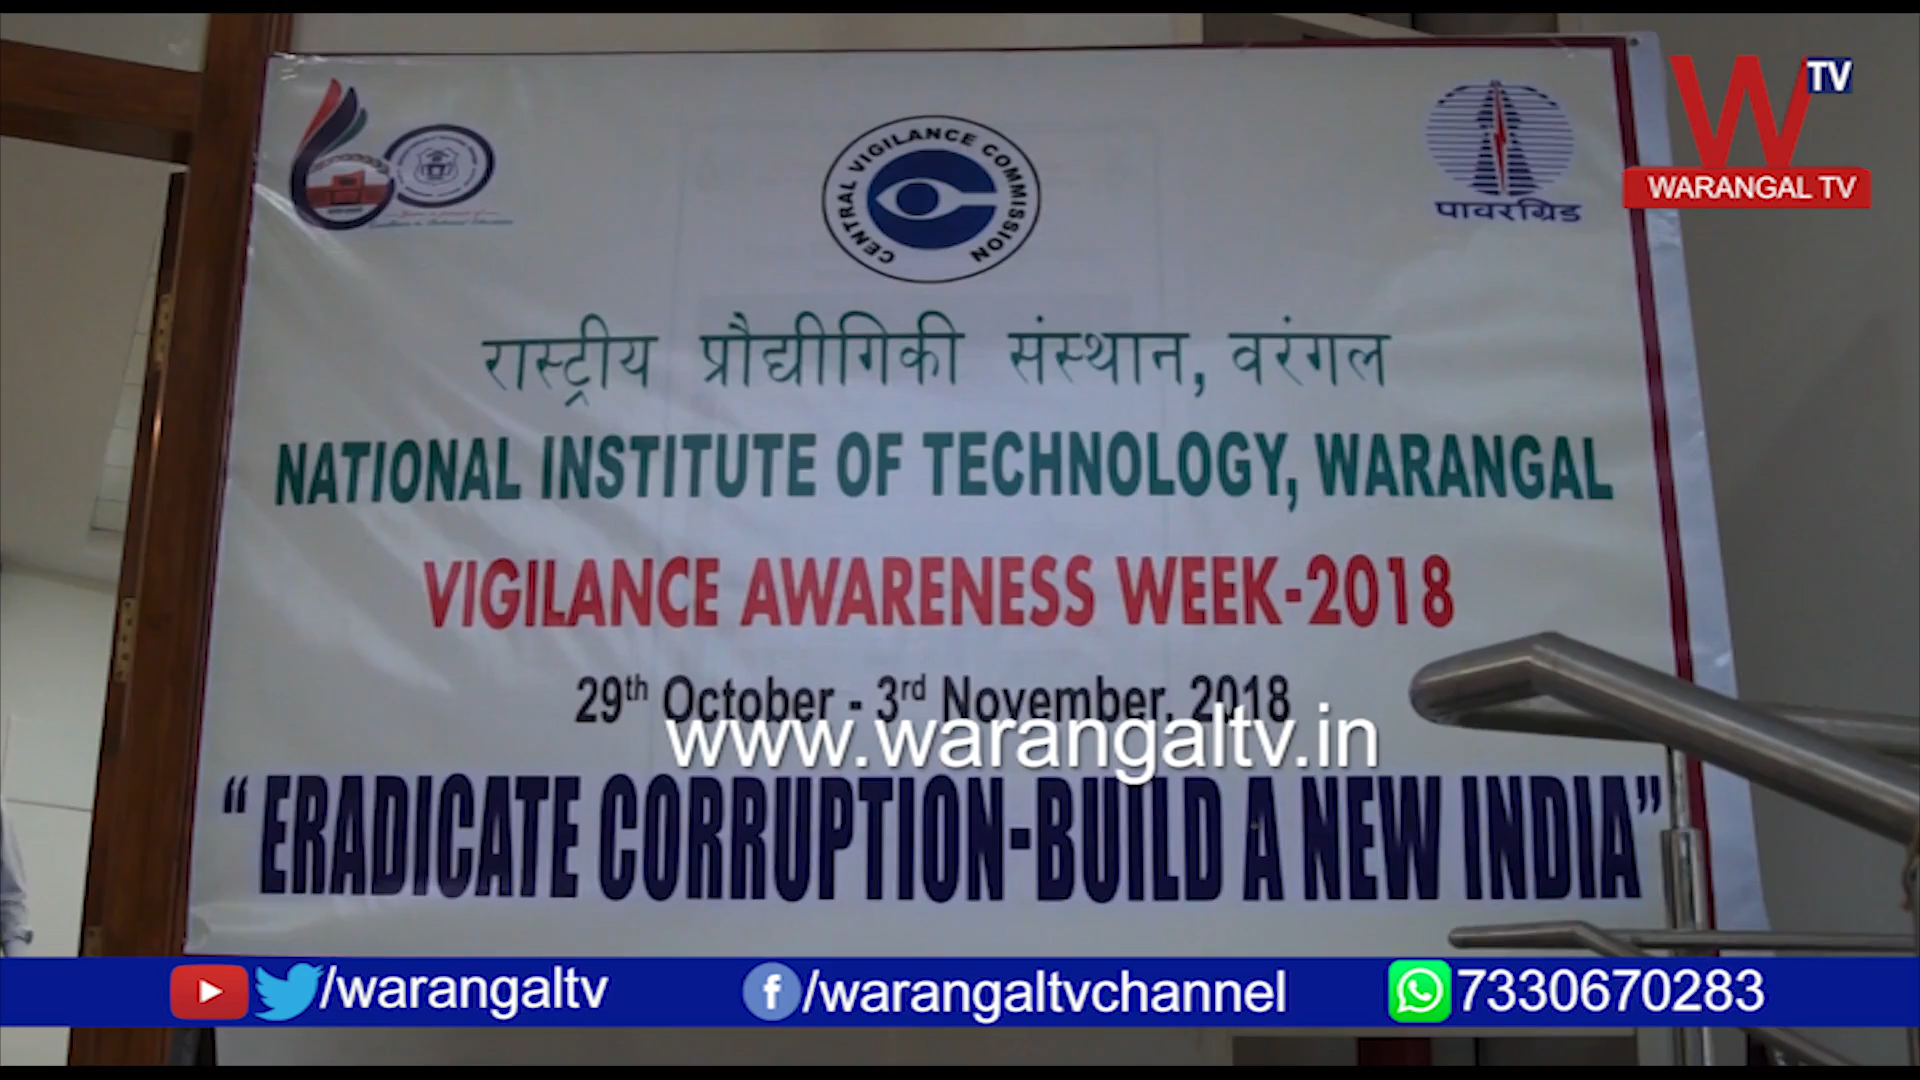 TV
WARANGAL TV
CENTRAL VIGILANCE COMMISSION
पावरग्रिड
रास्ट्रीय प्रौद्यीगिकी संस्थान, वरंगल
NATIONAL INSTITUTE OF TECHNOLOGY, WARANGAL
VIGILANCE AWARENESS WEEK-2018
29th October - 3rd November, 2018
www.warangaltv.in
“ ERADICATE CORRUPTION-BUILD A NEW INDIA”
/warangaltv
/warangaltvchannel
7330670283